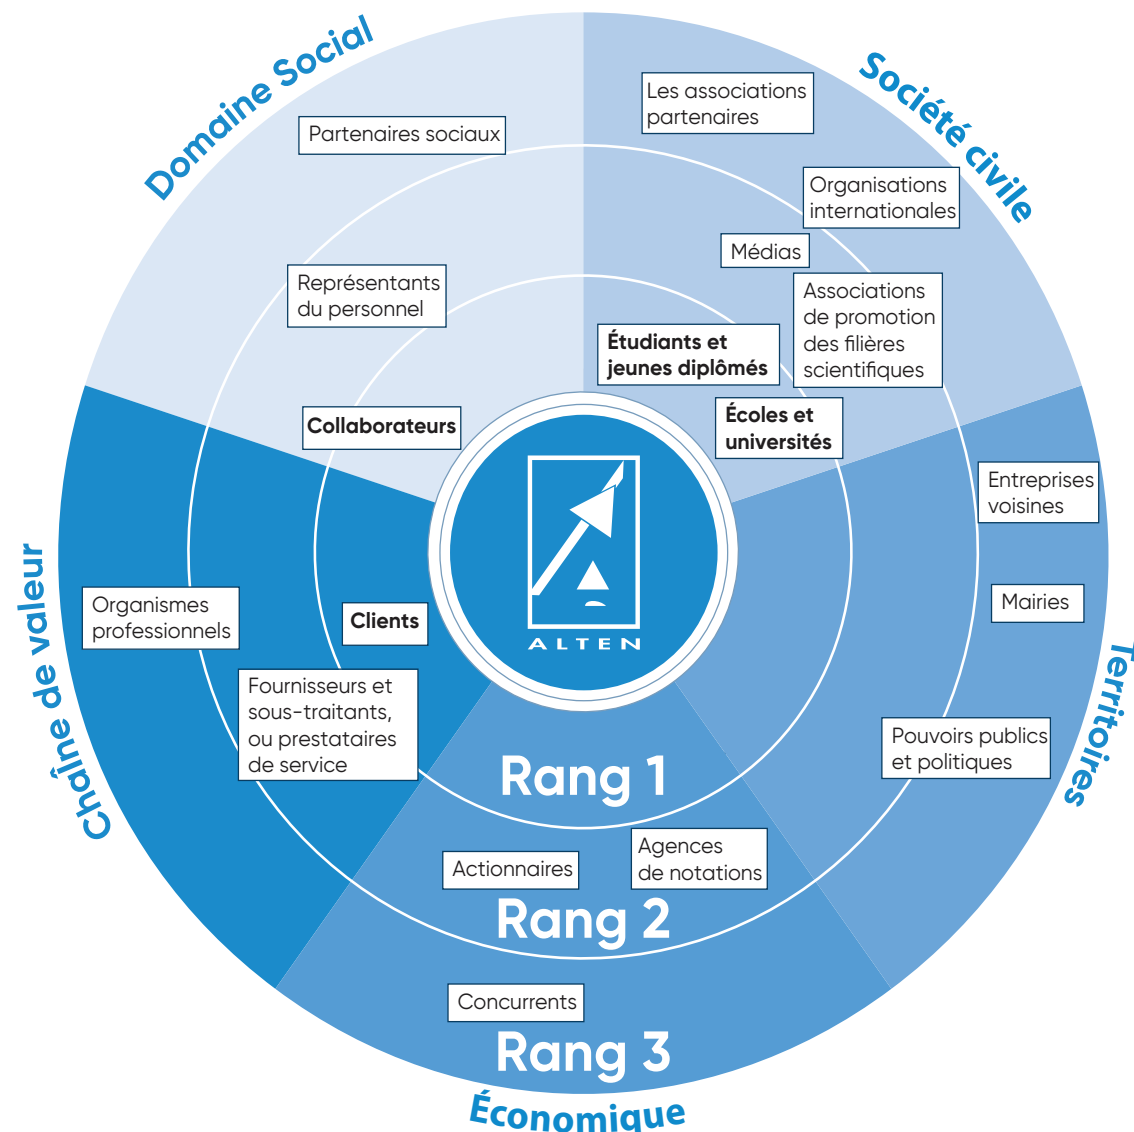 Domaine Social
Société civile
Les associations
partenaires
Partenaires sociaux
Organisations
internationales
Médias
Représentants
du personnel
Associations
de promotion
des filières
scientifiques
Étudiants et
jeunes diplômés
Collaborateurs
Écoles et
universités
Entreprises
voisines
Chaîne de valeur
Organismes
professionnels
Clients
ALTEN
Mairies
Territoires
Fournisseurs et
sous-traitants,
ou prestataires
de service
Pouvoirs publics
et politiques
Rang 1
Actionnaires
Agences
de notations
Rang 2
Concurrents
Rang 3
Économique